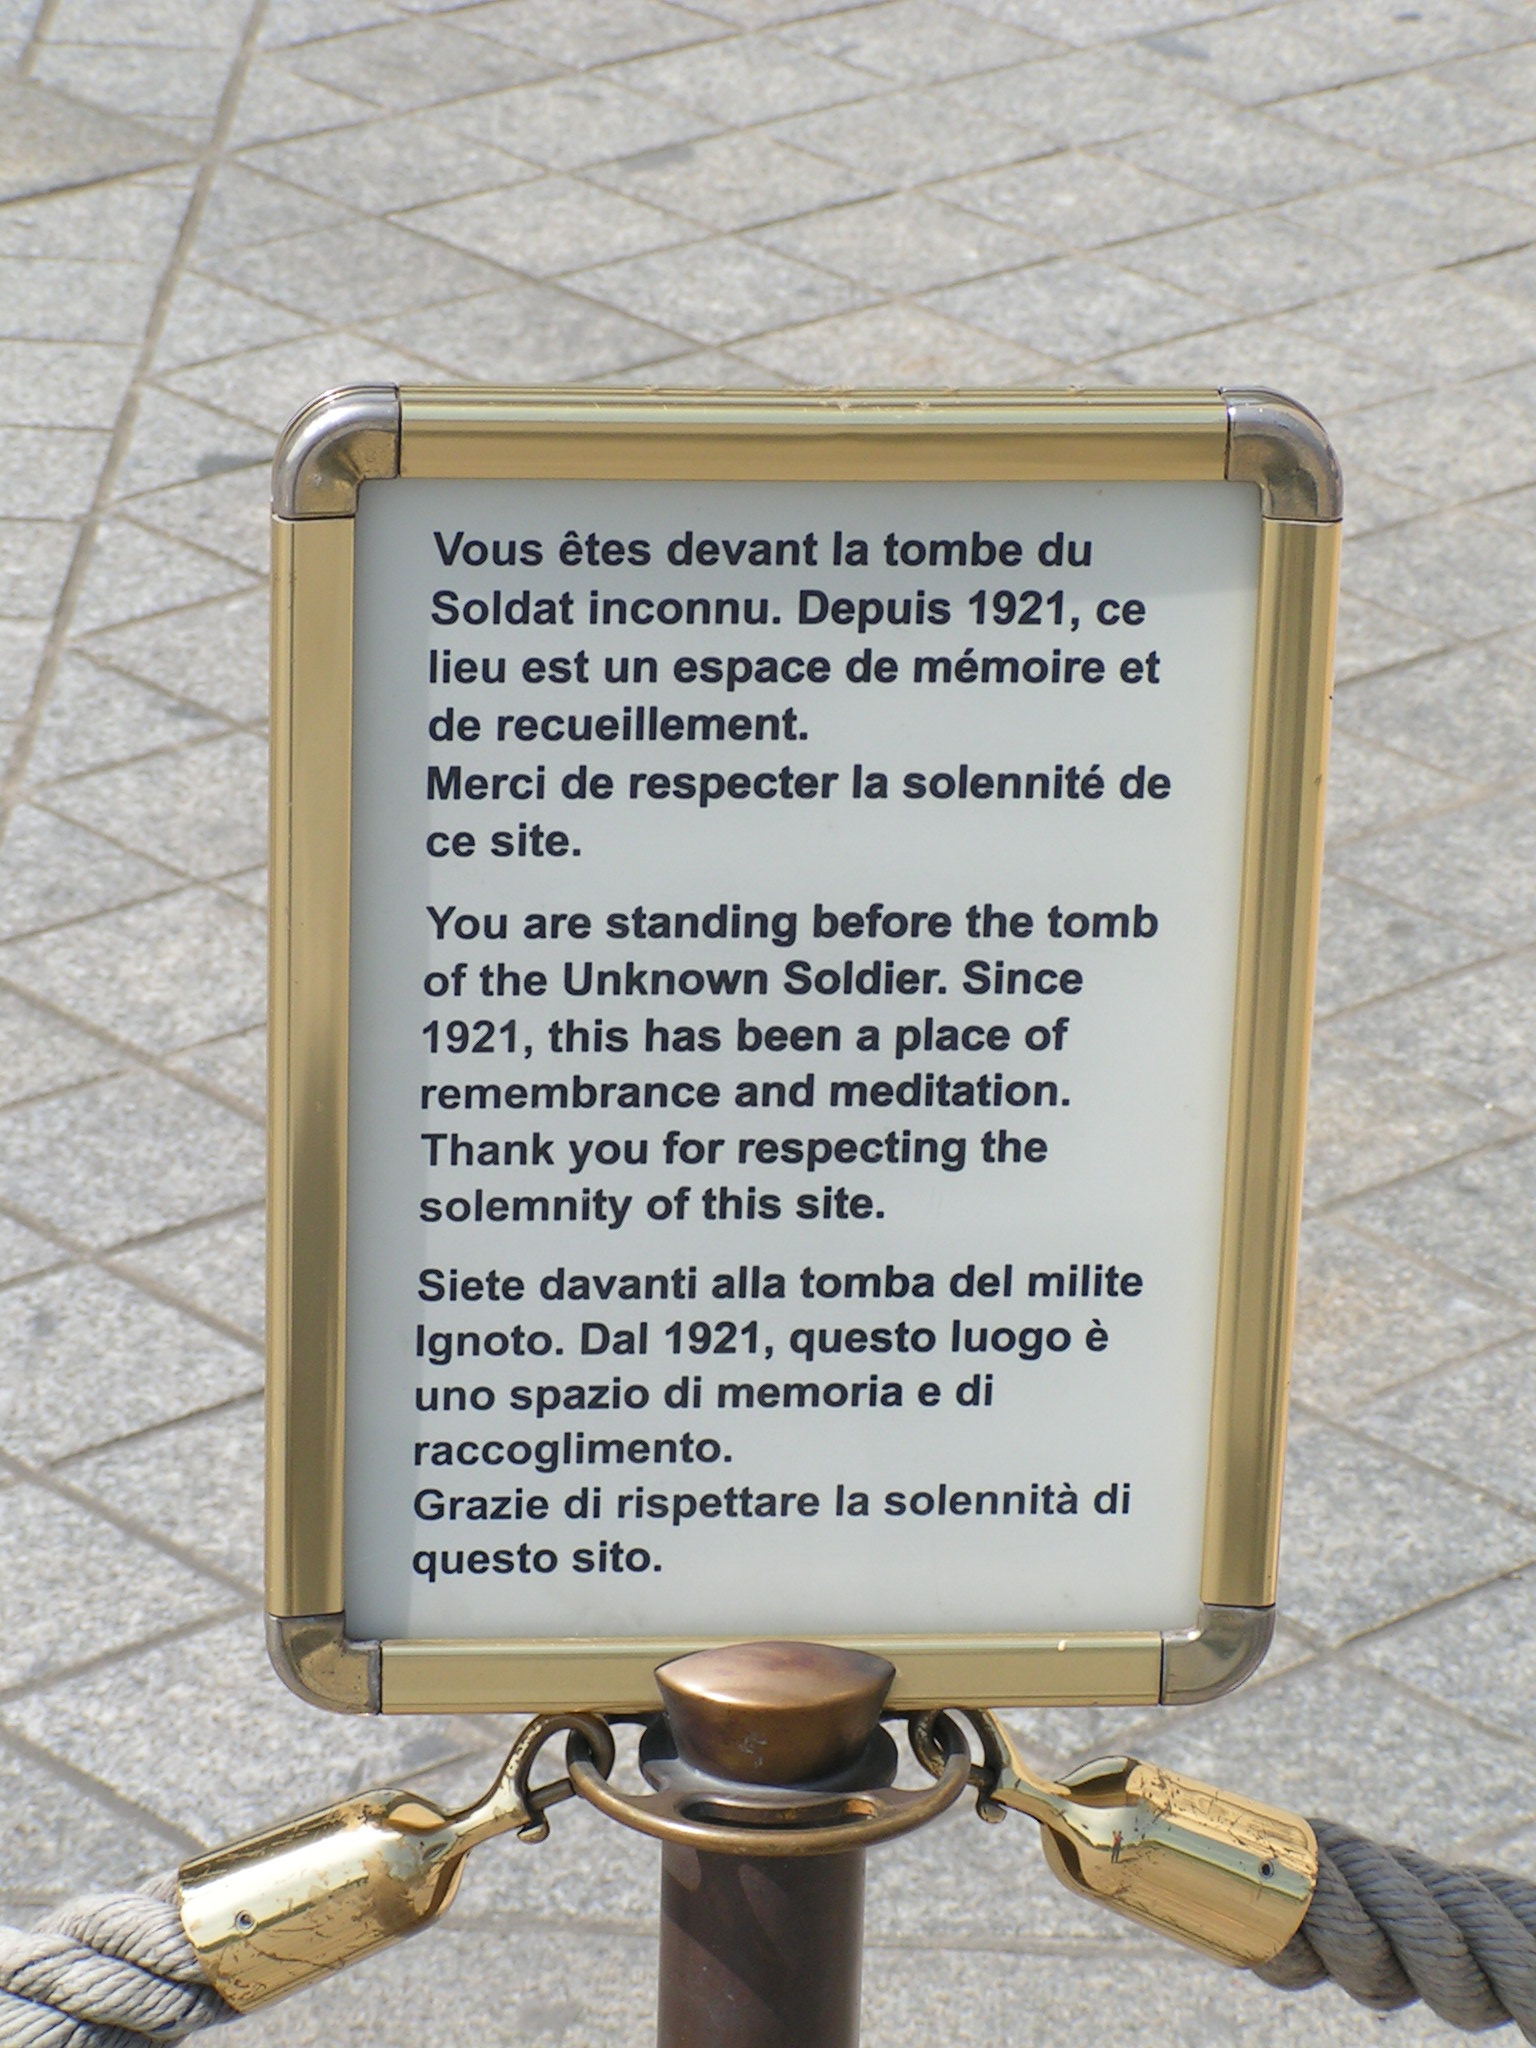 Vous êtes devant la tombe du
Soldat inconnu. Depuis 1921, ce
lieu est un espace de mémoire et
de recueillement.
Merci de respecter la solennité de
ce site.
You are standing before the tomb
of the Unknown Soldier. Since
1921, this has been a place of
remembrance and meditation.
Thank you for respecting the
solemnity of this site.
Siete davanti alla tomba del milite
Ignoto. Dal 1921, questo luogo è
uno spazio di memoria e di
raccoglimento.
Grazie di rispettare la solennità di
questo sito.